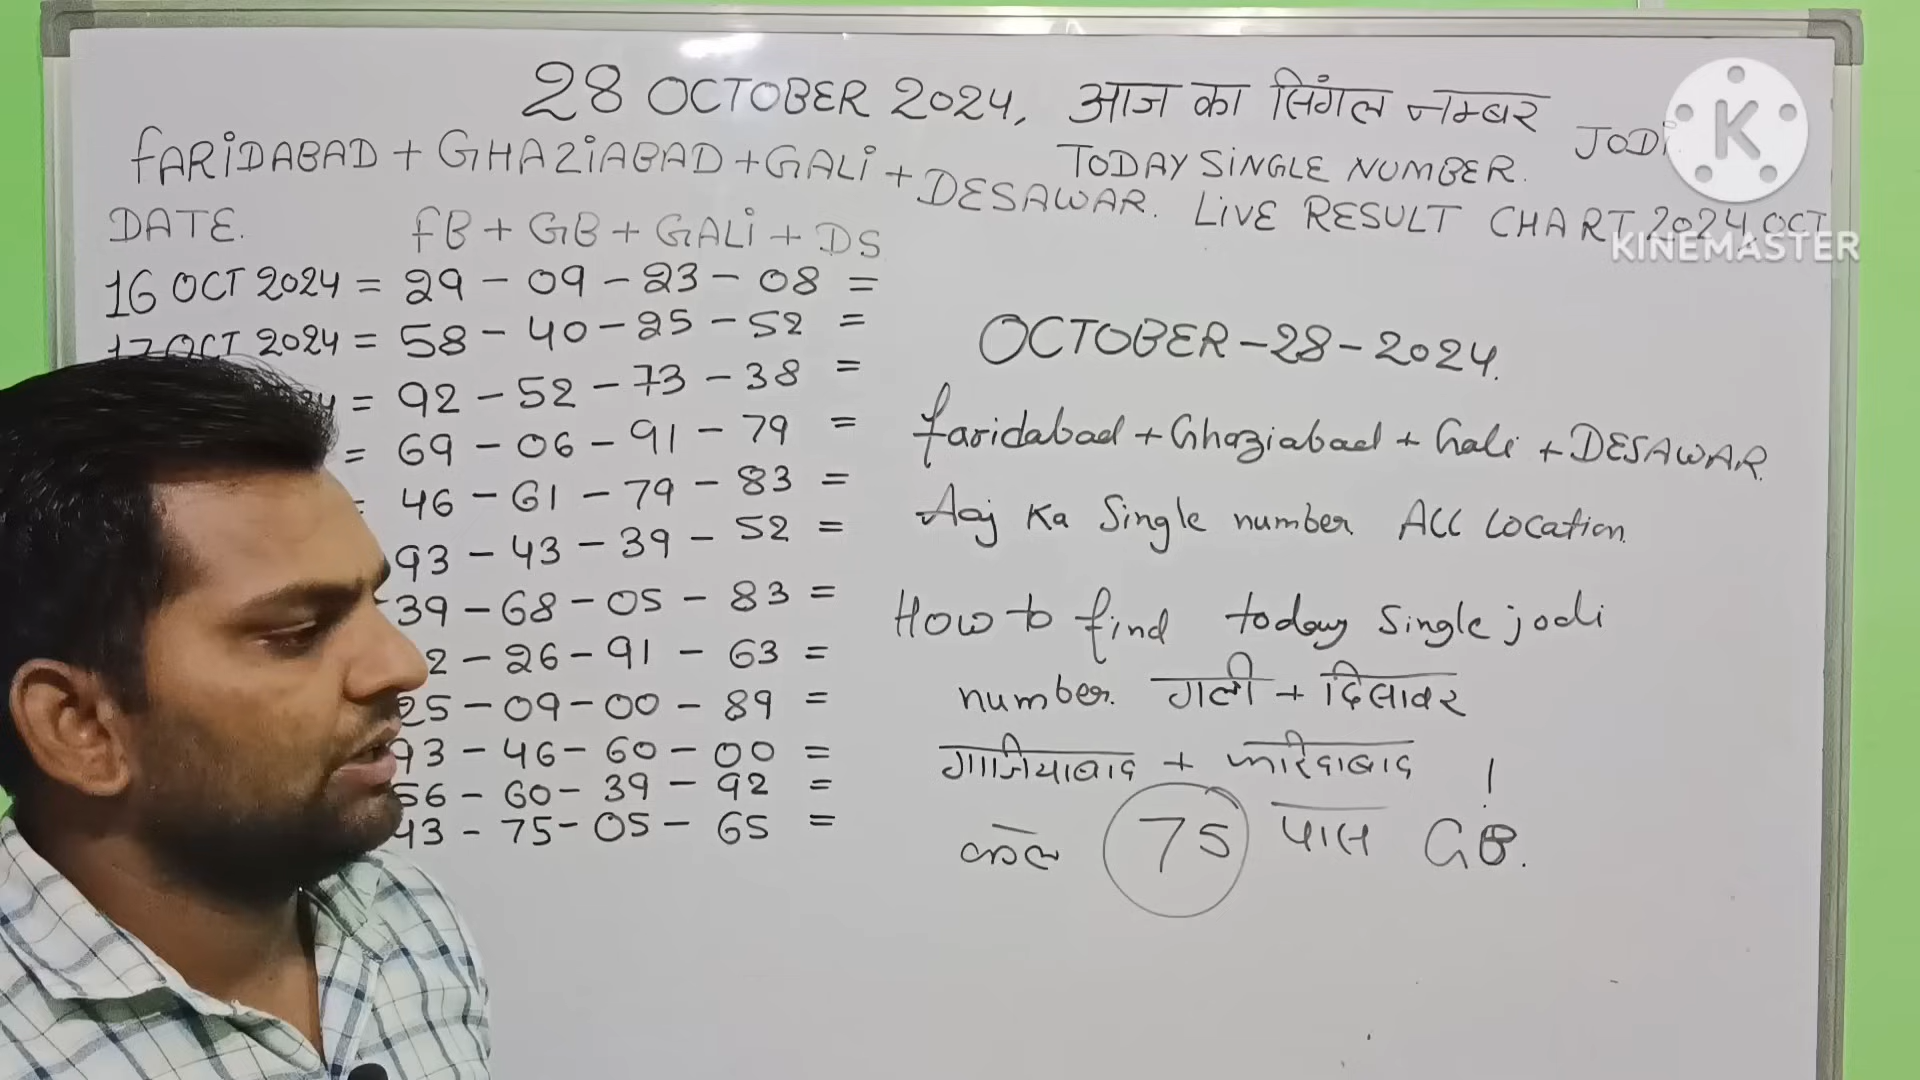 28 OCTOBER 2024, आज का सिंगल नम्बर
FARIDABAD + GHAZIABAD + GALI + DESAWAR.
TODAY SINGLE NUMBER. JODI
LIVE RESULT CHART 2024, OCT
K
KINEMASTER
DATE. FB + GB + GALI + DS
16 OCT 2024 = 29 - 09 - 23 - 08 =
17 OCT 2024 = 58 - 40 - 25 - 52 =
= 92 - 52 - 73 - 38 =
= 69 - 06 - 91 - 79 =
46 - 61 - 79 - 83 =
93 - 43 - 39 - 52 =
39 - 68 - 05 - 83 =
2 - 26 - 91 - 63 =
25 - 09 - 00 - 89 =
93 - 46 - 60 - 00 =
56 - 60 - 39 - 92 =
43 - 75 - 05 - 65 =
OCTOBER - 28 - 2024.
Faridabad + Ghaziabad + Gali + DESAWAR.
Aaj Ka Single number. ALL Location.
How to find today single jodi
number. गली + दिसावर
गाजियाबाद + फरिदाबाद !
कल 75 पास GB.